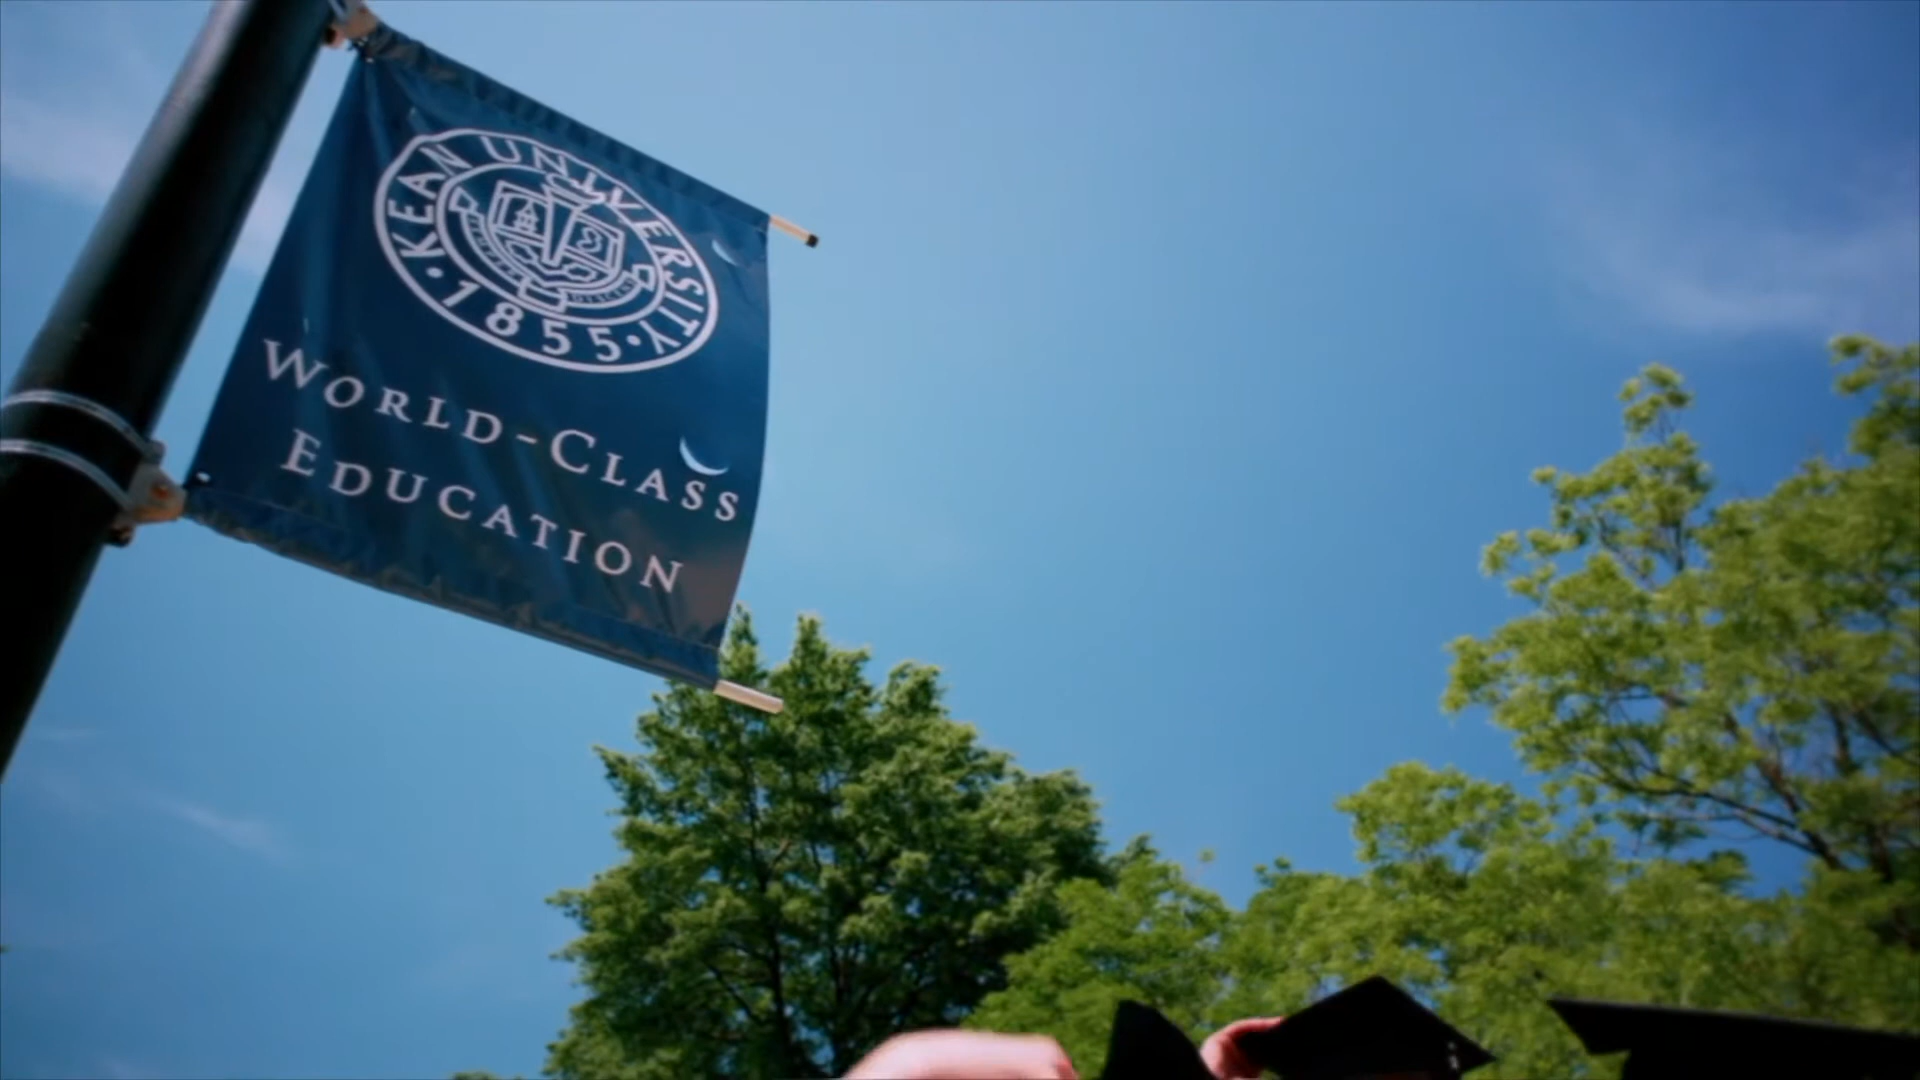 KEAN UNIVERSITY
· 1855 ·
WORLD-CLASS
EDUCATION